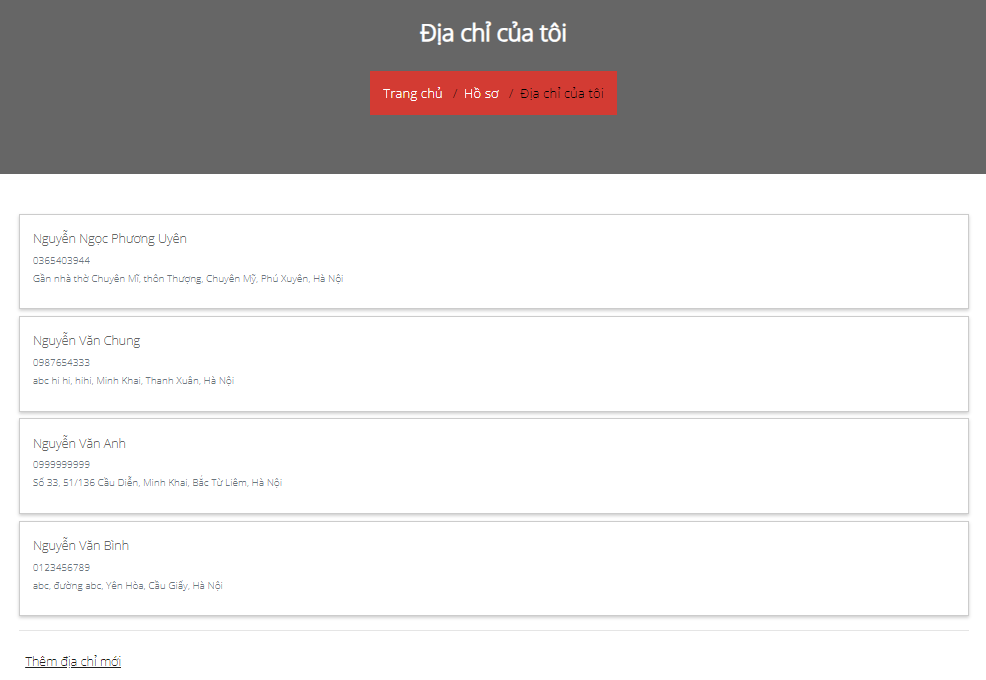 Địa chỉ của tôi
Trang chủ / Hồ sơ / Địa chỉ của tôi
Nguyễn Ngọc Phương Uyên
0365403944
Gần nhà thờ Chuyên Mĩ, thôn Thượng, Chuyên Mỹ, Phú Xuyên, Hà Nội
Nguyễn Văn Chung
0987654333
abc hi hi, hihi, Minh Khai, Thanh Xuân, Hà Nội
Nguyễn Văn Anh
0999999999
Số 33, 51/136 Cầu Diễn, Minh Khai, Bắc Từ Liêm, Hà Nội
Nguyễn Văn Bình
0123456789
abc, đường abc, Yên Hòa, Cầu Giấy, Hà Nội
Thêm địa chỉ mới